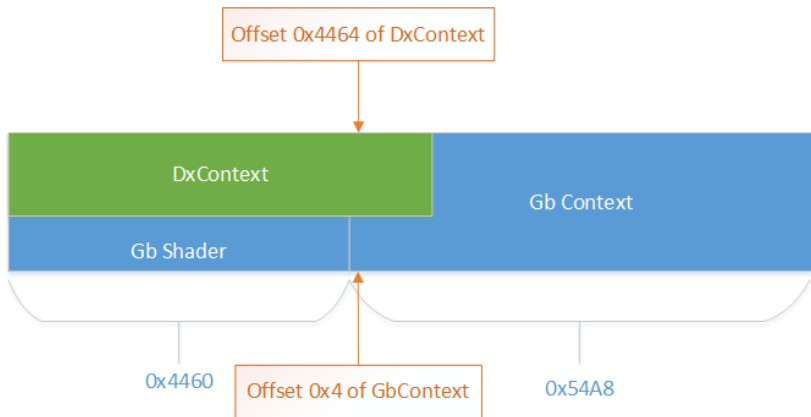 Offset 0x4464 of DxContext
DxContext
Gb Context
Gb Shader
0x4460
Offset 0x4 of GbContext
0x54A8